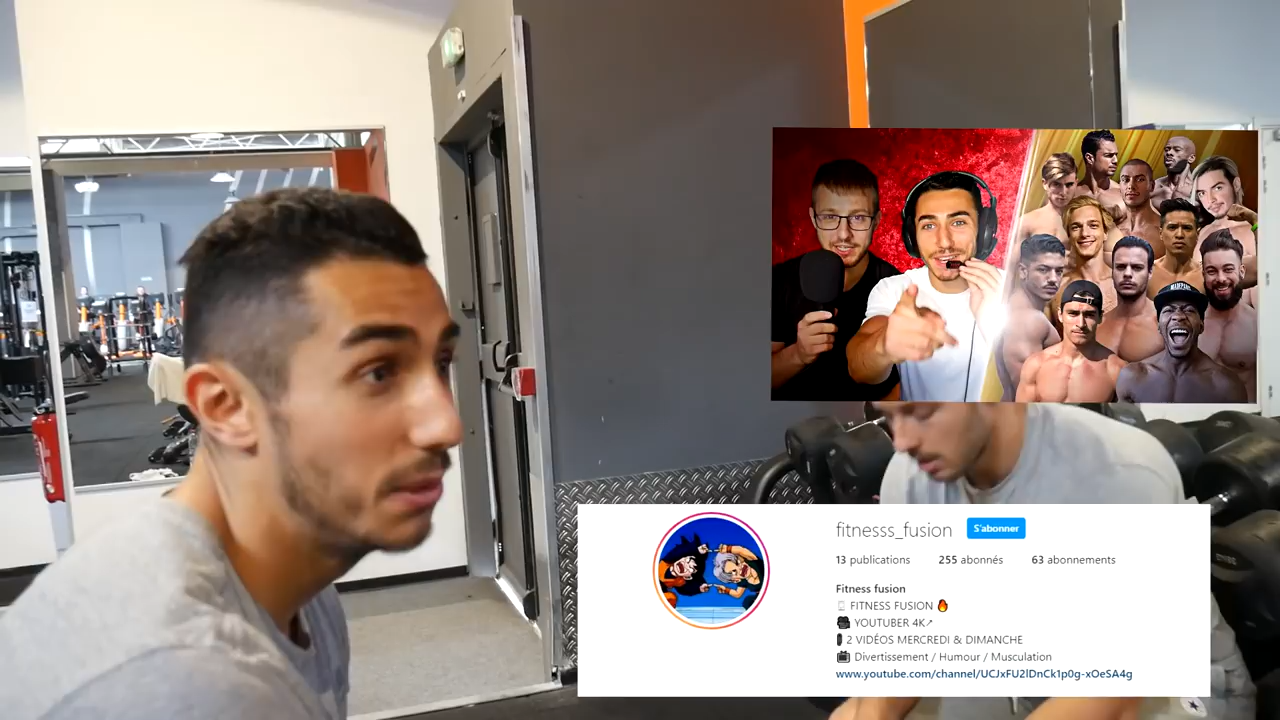 fitnesss_fusion S'abonner
13 publications 255 abonnés 63 abonnements
Fitness fusion
FITNESS FUSION 🔥
🎥 YOUTUBER 4K↗
2 VIDÉOS MERCREDI & DIMANCHE
📺 Divertissement / Humour / Musculation
www.youtube.com/channel/UCJxFU2lDnCk1p0g-xOeSA4g